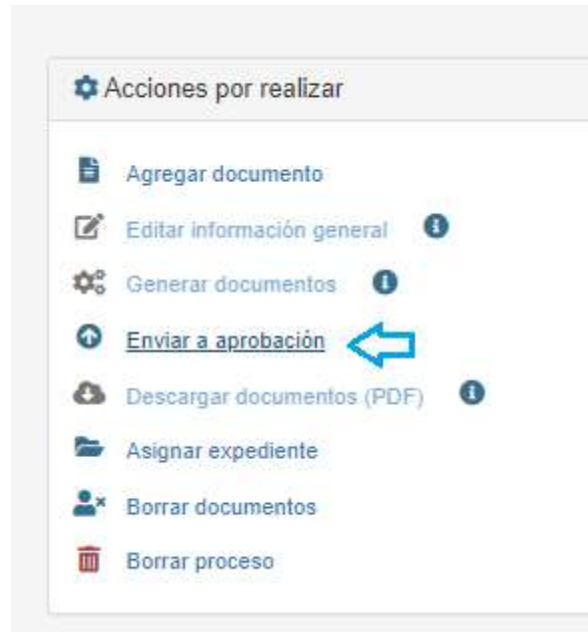 Acciones por realizar
Agregar documento
Editar información general
Generar documentos
Enviar a aprobación
Descargar documentos (PDF)
Asignar expediente
Borrar documentos
Borrar proceso